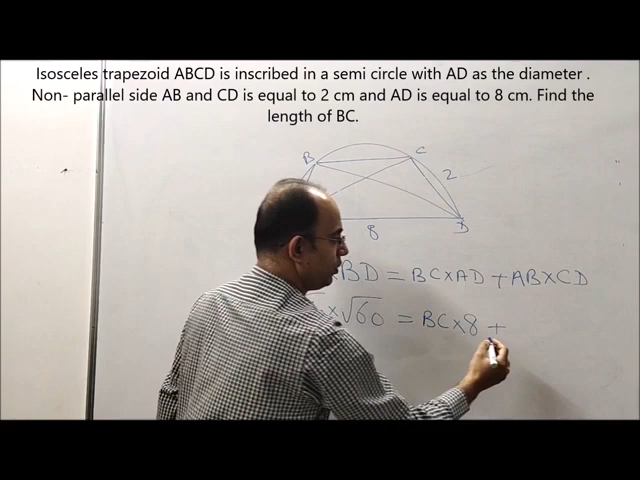 Isosceles trapezoid ABCD is inscribed in a semi circle with AD as the diameter .
Non- parallel side AB and CD is equal to 2 cm and AD is equal to 8 cm. Find the
length of BC.
B C
2
8 D
BD = BC×AD + AB×CD
×√60 = BC×8 +